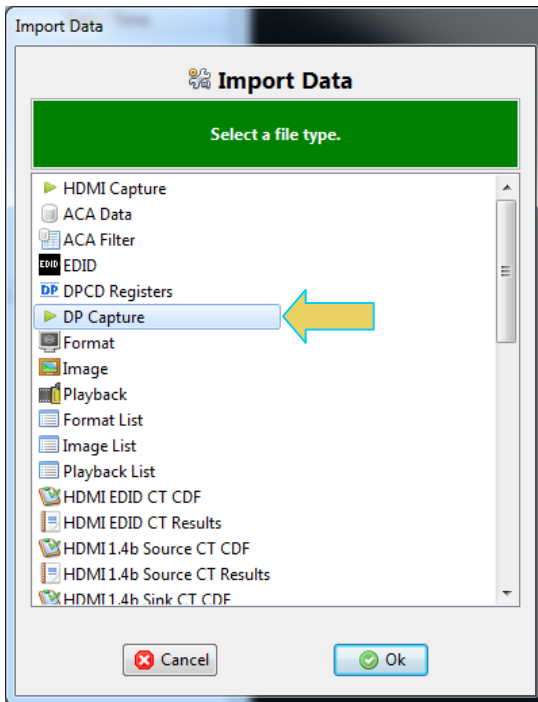 Import Data
Import Data
Select a file type.
HDMI Capture
ACA Data
ACA Filter
EDID EDID
DP DPCD Registers
DP Capture
Format
Image
Playback
Format List
Image List
Playback List
HDMI EDID CT CDF
HDMI EDID CT Results
HDMI 1.4b Source CT CDF
HDMI 1.4b Source CT Results
HDMI 1.4b Sink CT CDF
Cancel Ok